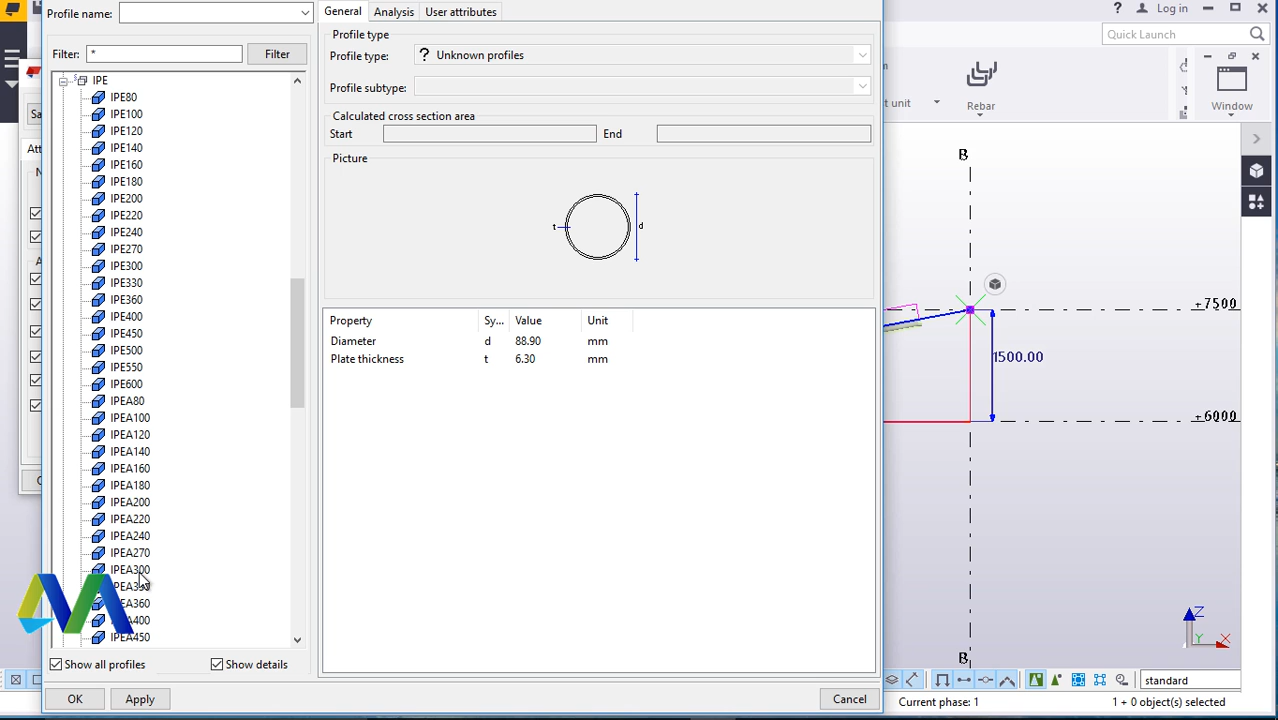 Profile name:
General
Analysis
User attributes
Log in
Filter: *
Filter
Profile type
Quick Launch
Profile type:
? Unknown profiles
Profile subtype:
Rebar
Window
Calculated cross section area
Start
End
Picture
t
d
IPE
IPE80
IPE100
IPE120
IPE140
IPE160
IPE180
IPE200
IPE220
IPE240
IPE270
IPE300
IPE330
IPE360
IPE400
IPE450
IPE500
IPE550
IPE600
IPEA80
IPEA100
IPEA120
IPEA140
IPEA160
IPEA180
IPEA200
IPEA220
IPEA240
IPEA270
IPEA300
Property Sy... Value Unit
Diameter d 88.90 mm
Plate thickness t 6.30 mm
B
+7500
1500.00
+6000
B
Z
Y
X
Show all profiles
Show details
standard
OK
Apply
Cancel
Current phase: 1
1 + 0 object(s) selected